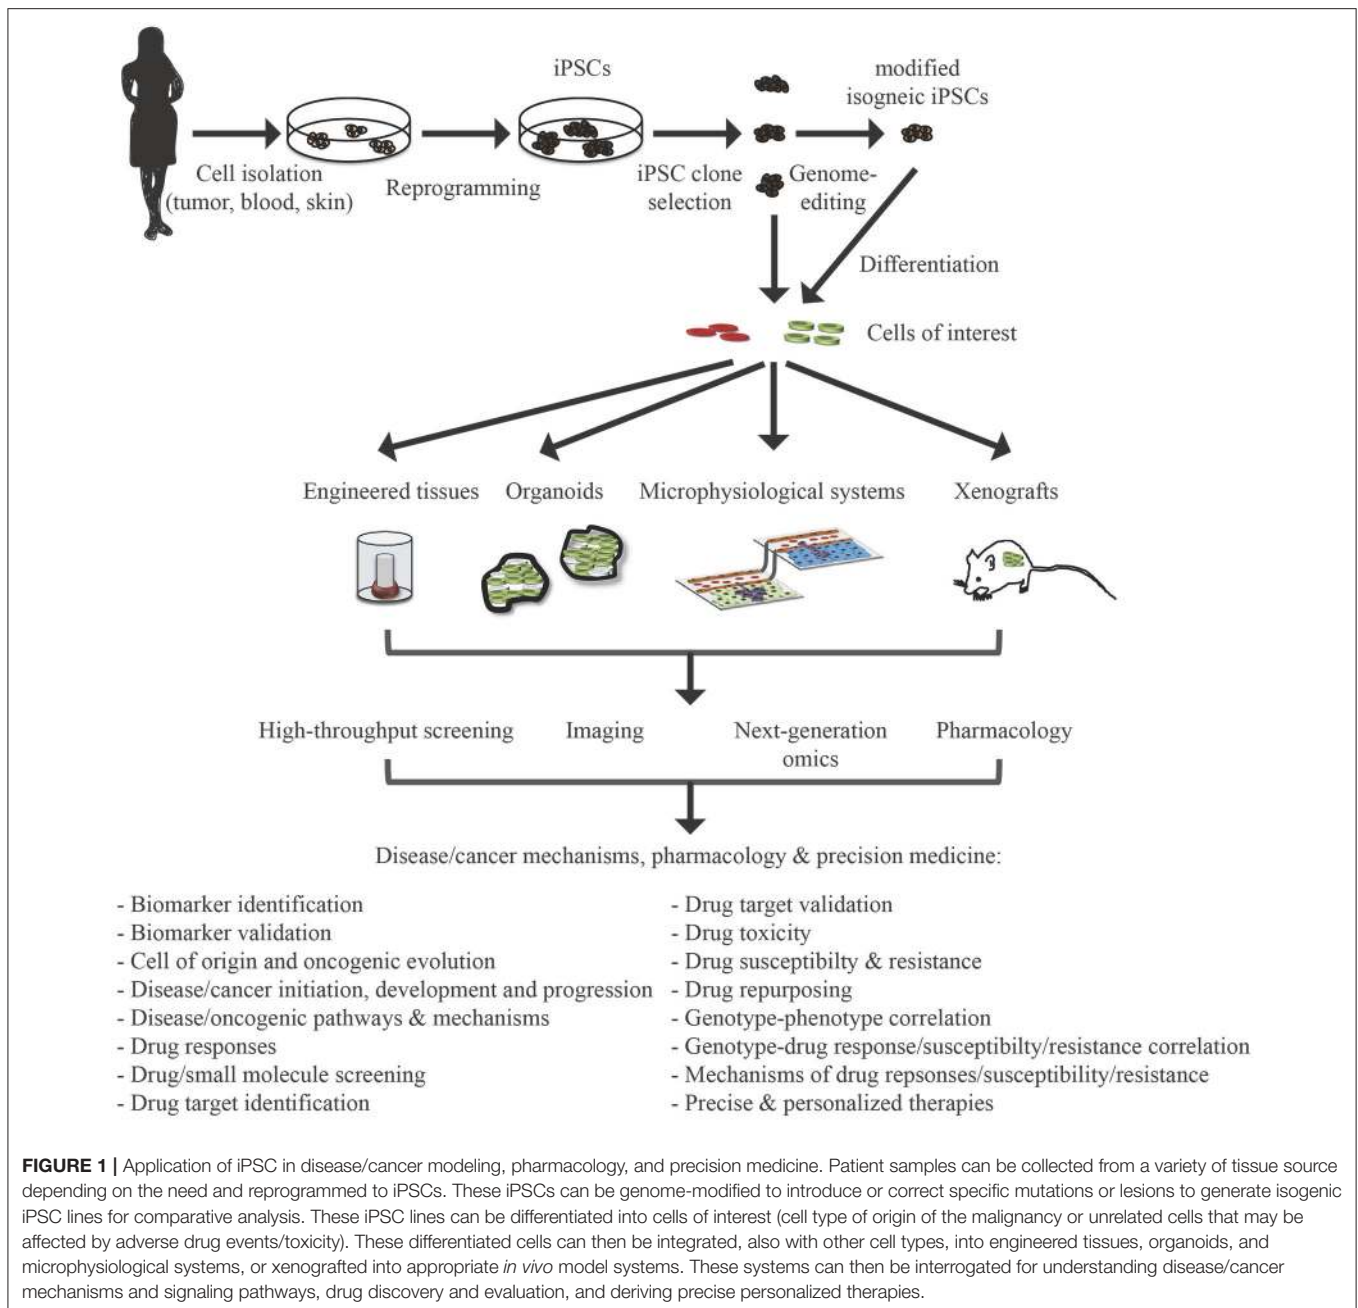 iPSCs
modified
isogneic iPSCs
Cell isolation
(tumor, blood, skin)
Reprogramming
iPSC clone
selection
Genome-
editing
Differentiation
Cells of interest
Engineered tissues
Organoids
Microphysiological systems
Xenografts
High-throughput screening
Imaging
Next-generation
omics
Pharmacology
Disease/cancer mechanisms, pharmacology & precision medicine:
- Biomarker identification
- Biomarker validation
- Cell of origin and oncogenic evolution
- Disease/cancer initiation, development and progression
- Disease/oncogenic pathways & mechanisms
- Drug responses
- Drug/small molecule screening
- Drug target identification
- Drug target validation
- Drug toxicity
- Drug susceptibilty & resistance
- Drug repurposing
- Genotype-phenotype correlation
- Genotype-drug response/susceptibilty/resistance correlation
- Mechanisms of drug repsonses/susceptibility/resistance
- Precise & personalized therapies
FIGURE 1 | Application of iPSC in disease/cancer modeling, pharmacology, and precision medicine. Patient samples can be collected from a variety of tissue source
depending on the need and reprogrammed to iPSCs. These iPSCs can be genome-modified to introduce or correct specific mutations or lesions to generate isogenic
iPSC lines for comparative analysis. These iPSC lines can be differentiated into cells of interest (cell type of origin of the malignancy or unrelated cells that may be
affected by adverse drug events/toxicity). These differentiated cells can then be integrated, also with other cell types, into engineered tissues, organoids, and
microphysiological systems, or xenografted into appropriate in vivo model systems. These systems can then be interrogated for understanding disease/cancer
mechanisms and signaling pathways, drug discovery and evaluation, and deriving precise personalized therapies.